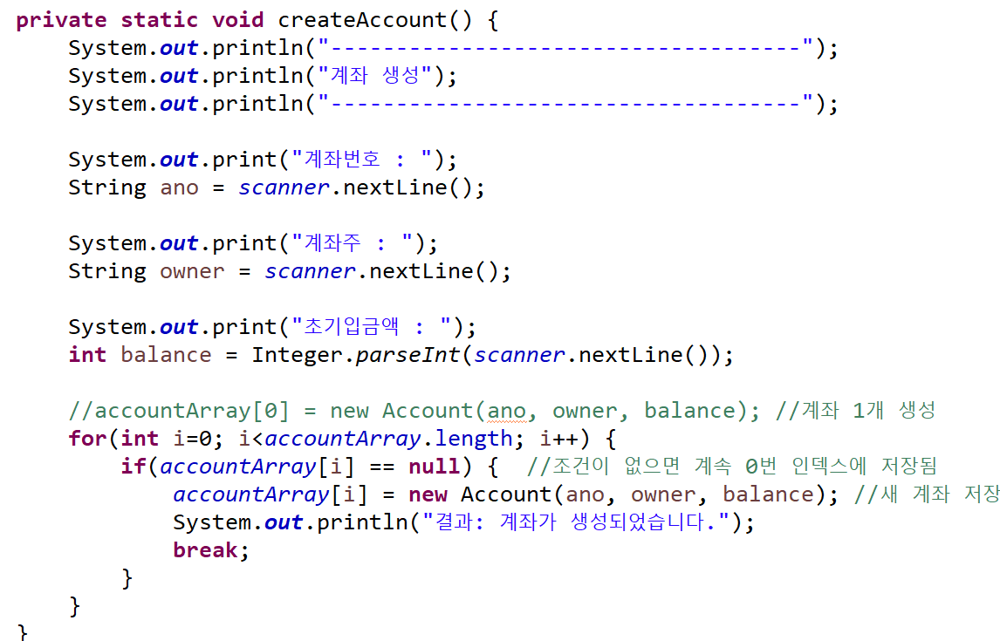 private static void createAccount() {
System.out.println("------------------------------------");
System.out.println("계좌 생성");
System.out.println("------------------------------------");
System.out.print("계좌번호 : ");
String ano = scanner.nextLine();
System.out.print("계좌주 : ");
String owner = scanner.nextLine();
System.out.print("초기입금액 : ");
int balance = Integer.parseInt(scanner.nextLine());
//accountArray[0] = new Account(ano, owner, balance); //계좌 1개 생성
for(int i=0; i<accountArray.length; i++) {
if(accountArray[i] == null) {  //조건이 없으면 계속 0번 인덱스에 저장됨
accountArray[i] = new Account(ano, owner, balance); //새 계좌 저장
System.out.println("결과: 계좌가 생성되었습니다.");
break;
}
}
}